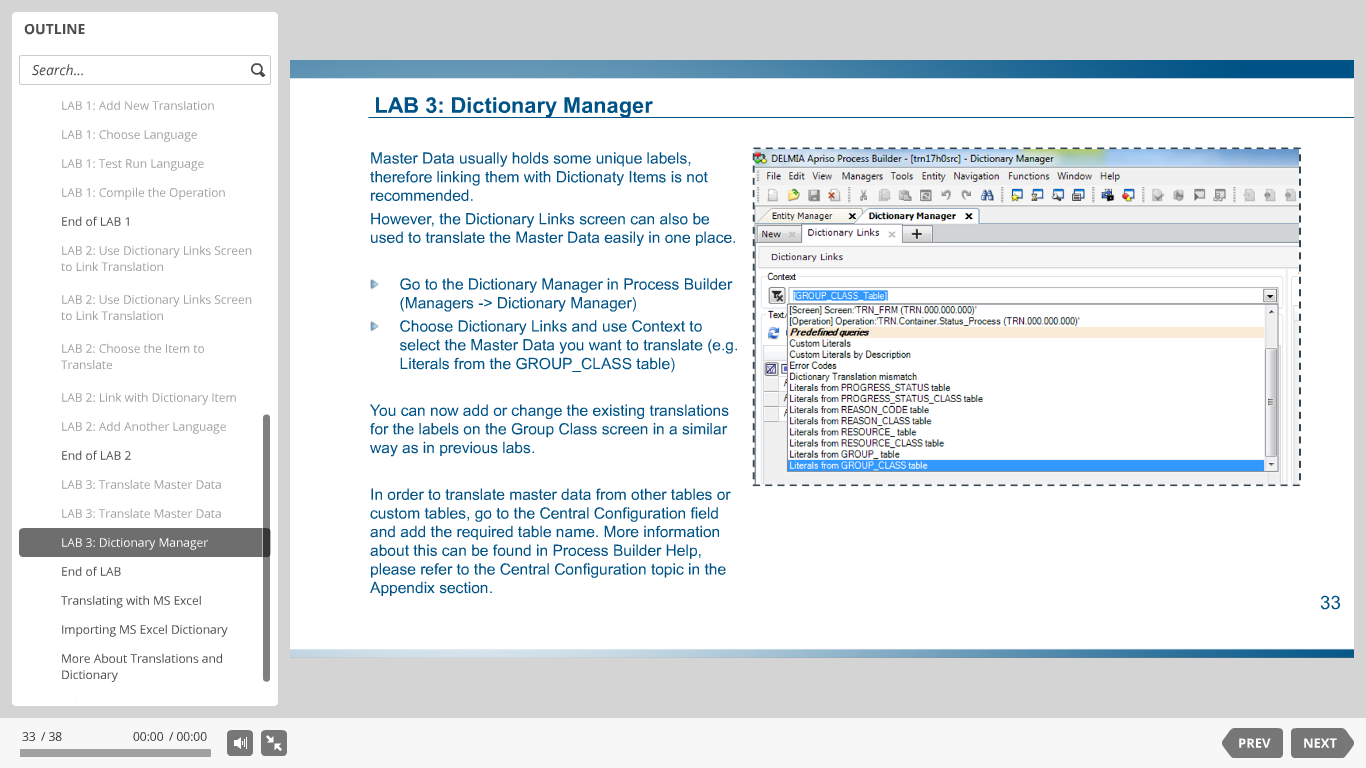 OUTLINE
Search...
LAB 1: Add New Translation
LAB 1: Choose Language
LAB 1: Test Run Language
LAB 1: Compile the Operation
End of LAB 1
LAB 2: Use Dictionary Links Screen
to Link Translation
LAB 2: Use Dictionary Links Screen
to Link Translation
LAB 2: Choose the Item to
Translate
LAB 2: Link with Dictionary Item
LAB 2: Add Another Language
End of LAB 2
LAB 3: Translate Master Data
LAB 3: Translate Master Data
LAB 3: Dictionary Manager
End of LAB
Translating with MS Excel
Importing MS Excel Dictionary
More About Translations and
Dictionary
LAB 3: Dictionary Manager
Master Data usually holds some unique labels,
therefore linking them with Dictionaty Items is not
recommended.
However, the Dictionary Links screen can also be
used to translate the Master Data easily in one place.
Go to the Dictionary Manager in Process Builder
(Managers -> Dictionary Manager)
Choose Dictionary Links and use Context to
select the Master Data you want to translate (e.g.
Literals from the GROUP_CLASS table)
You can now add or change the existing translations
for the labels on the Group Class screen in a similar
way as in previous labs.
In order to translate master data from other tables or
custom tables, go to the Central Configuration field
and add the required table name. More information
about this can be found in Process Builder Help,
please refer to the Central Configuration topic in the
Appendix section.
DELMIA Apriso Process Builder - [trn17h0src] - Dictionary Manager
File Edit View Managers Tools Entity Navigation Functions Window Help
Entity Manager Dictionary Manager
New Dictionary Links
Dictionary Links
Context
[GROUP_CLASS_Table]
Text
[Screen] Screen:'TRN_FRM (TRN.000.000.000)'
[Operation] Operation:'TRN.Container.Status_Process (TRN.000.000.000)'
Predefined queries
Custom Literals
Custom Literals by Description
Error Codes
Dictionary Translation mismatch
Literals from PROGRESS_STATUS table
Literals from PROGRESS_STATUS_CLASS table
Literals from REASON_CODE table
Literals from REASON_CLASS table
Literals from RESOURCE_ table
Literals from RESOURCE_CLASS table
Literals from GROUP_ table
Literals from GROUP_CLASS table
33
33 / 38
00:00 / 00:00
PREV
NEXT